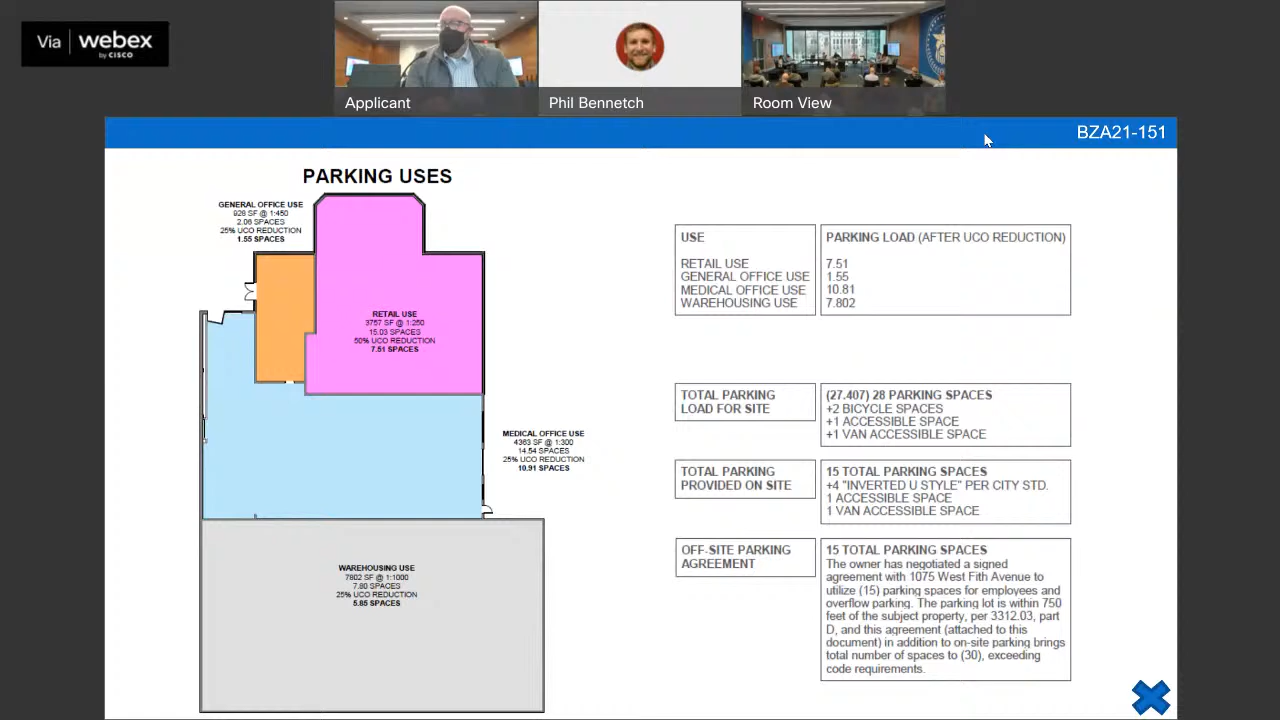 Via | webex
by CISCO
Applicant
Phil Bennetch
Room View
BZA21-151
PARKING USES
GENERAL OFFICE USE
928 SF @ 1:450
2.06 SPACES
25% UCO REDUCTION
1.55 SPACES
RETAIL USE
3757 SF @ 1:250
15.03 SPACES
50% UCO REDUCTION
7.51 SPACES
MEDICAL OFFICE USE
4363 SF @ 1:300
14.54 SPACES
25% UCO REDUCTION
10.91 SPACES
WAREHOUSING USE
7802 SF @ 1:1000
7.80 SPACES
25% UCO REDUCTION
5.85 SPACES
USE
RETAIL USE
GENERAL OFFICE USE
MEDICAL OFFICE USE
WAREHOUSING USE
PARKING LOAD (AFTER UCO REDUCTION)
7.51
1.55
10.81
7.802
TOTAL PARKING
LOAD FOR SITE
(27.407) 28 PARKING SPACES
+2 BICYCLE SPACES
+1 ACCESSIBLE SPACE
+1 VAN ACCESSIBLE SPACE
TOTAL PARKING
PROVIDED ON SITE
15 TOTAL PARKING SPACES
+4 "INVERTED U STYLE" PER CITY STD.
1 ACCESSIBLE SPACE
1 VAN ACCESSIBLE SPACE
OFF-SITE PARKING
AGREEMENT
15 TOTAL PARKING SPACES
The owner has negotiated a signed
agreement with 1075 West Fith Avenue to
utilize (15) parking spaces for employees and
overflow parking. The parking lot is within 750
feet of the subject property, per 3312.03, part
D, and this agreement (attached to this
document) in addition to on-site parking brings
total number of spaces to (30), exceeding
code requirements.